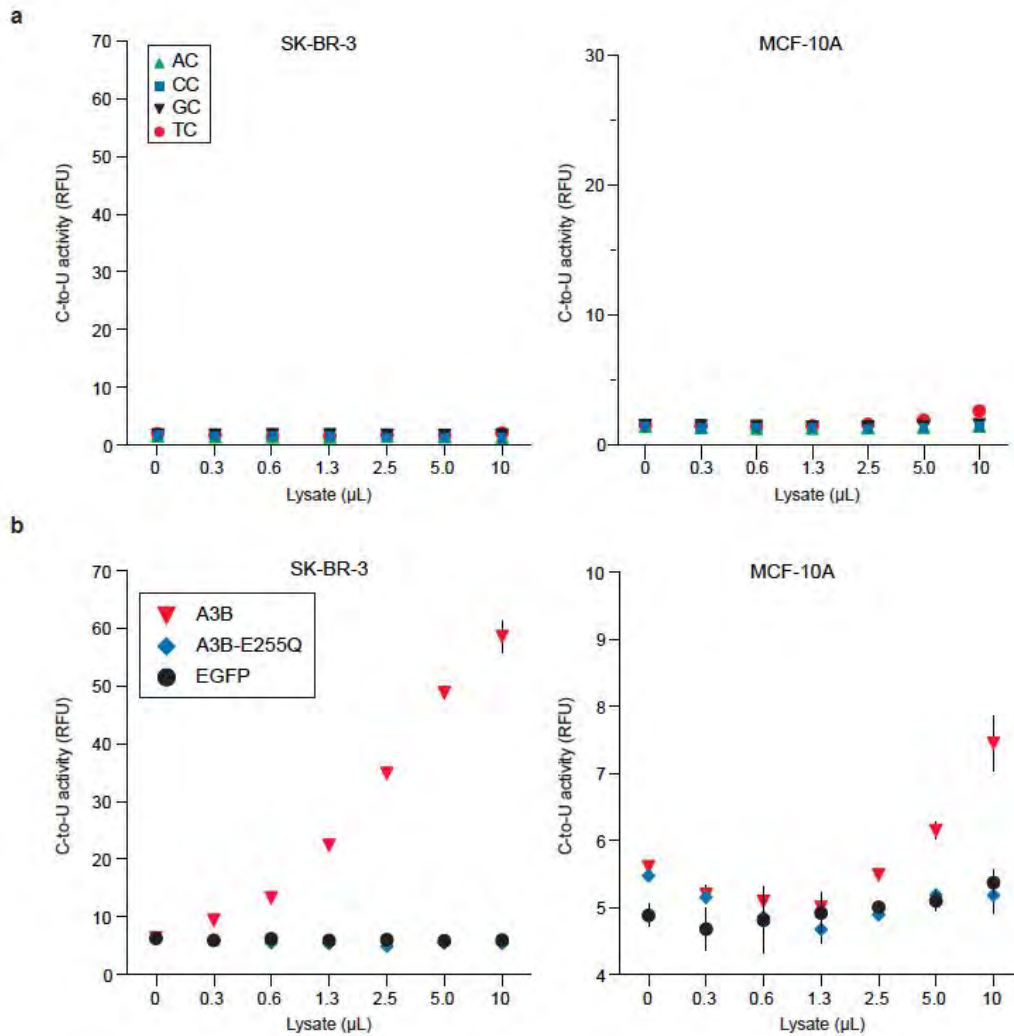 a
SK-BR-3
MCF-10A
70
60
50
40
30
20
10
0
C-to-U activity (RFU)
AC
CC
GC
TC
0 0.3 0.6 1.3 2.5 5.0 10
Lysate (µL)
30
20
10
0
C-to-U activity (RFU)
0 0.3 0.6 1.3 2.5 5.0 10
Lysate (µL)
b
SK-BR-3
MCF-10A
70
60
50
40
30
20
10
0
C-to-U activity (RFU)
A3B
A3B-E255Q
EGFP
0 0.3 0.6 1.3 2.5 5.0 10
Lysate (µL)
10
9
8
7
6
5
4
C-to-U activity (RFU)
0 0.3 0.6 1.3 2.5 5.0 10
Lysate (µL)